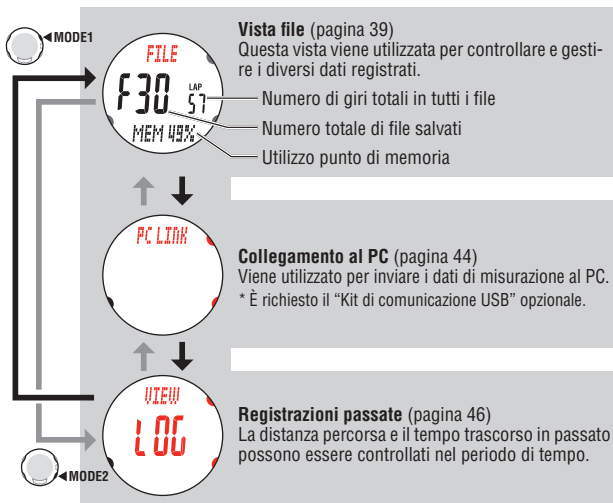 MODE1
FILE
F30
LAP
57
MEM 49%
Vista file (pagina 39)
Questa vista viene utilizzata per controllare e gesti-
re i diversi dati registrati.
Numero di giri totali in tutti i file
Numero totale di file salvati
Utilizzo punto di memoria
PC LINK
Collegamento al PC (pagina 44)
Viene utilizzato per inviare i dati di misurazione al PC.
* È richiesto il “Kit di comunicazione USB” opzionale.
VIEW
LOG
Registrazioni passate (pagina 46)
La distanza percorsa e il tempo trascorso in passato
possono essere controllati nel periodo di tempo.
MODE2